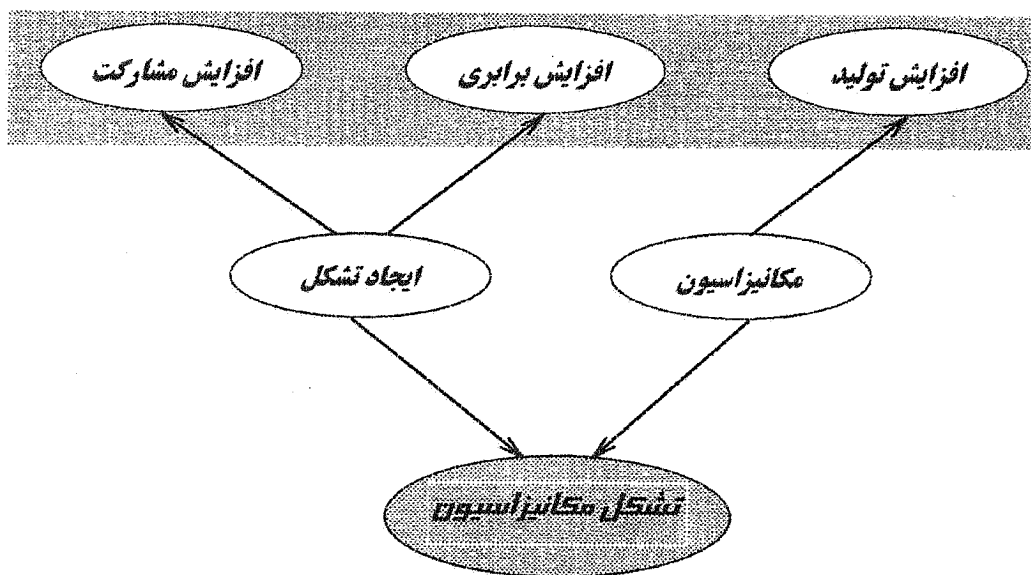 افزایش تولید
افزایش برابری
افزایش مشارکت
مکانیزاسیون
ایجاد تشکل
تشکل مکانیزاسیون